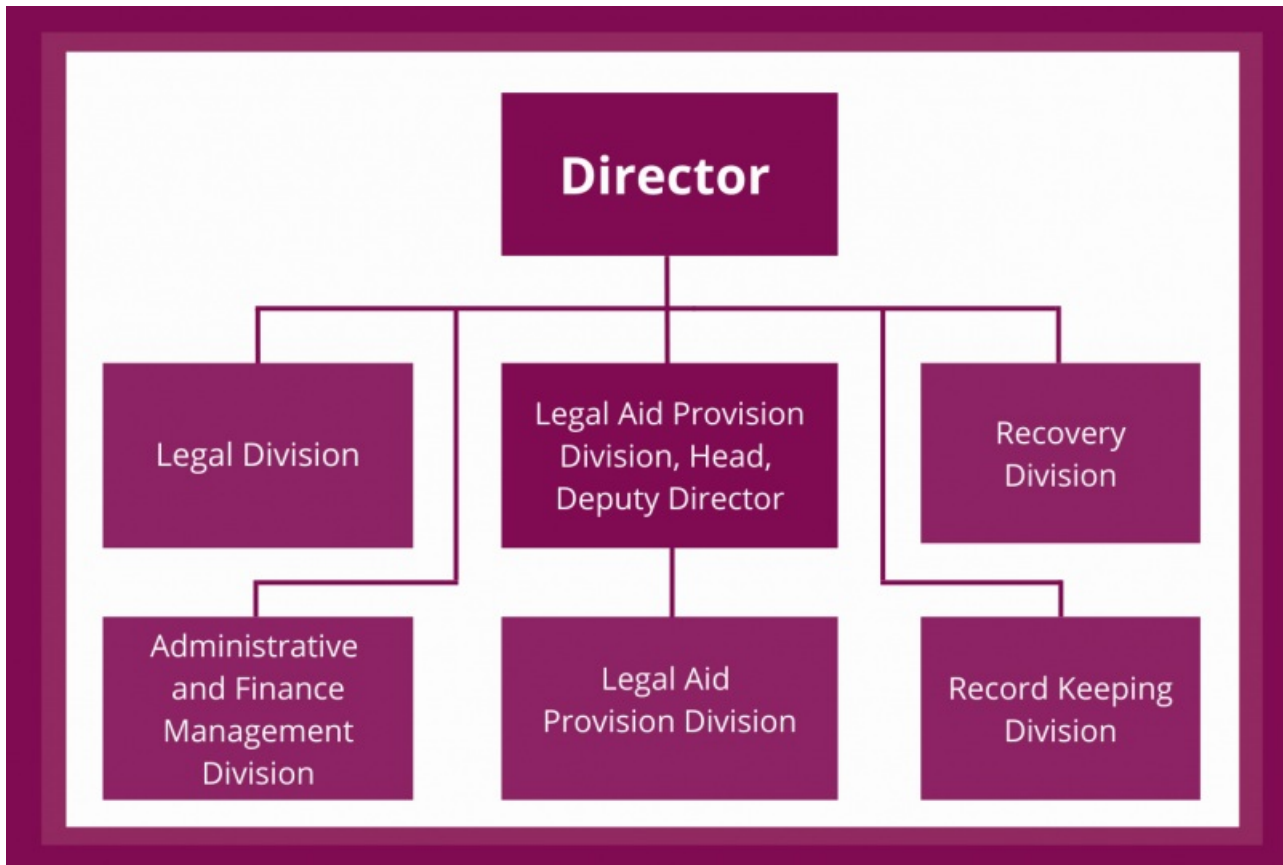 Director
Legal Division
Legal Aid Provision
Division, Head,
Deputy Director
Recovery
Division
Administrative
and Finance
Management
Division
Legal Aid
Provision Division
Record Keeping
Division